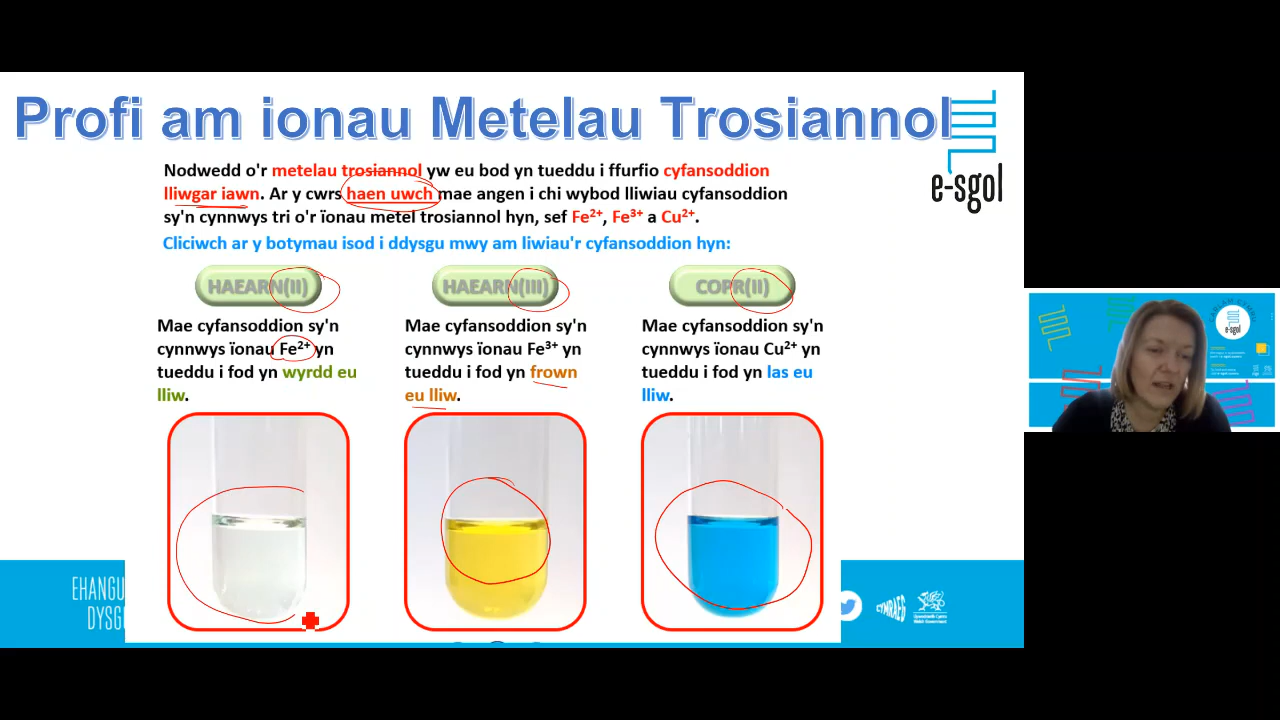 Profi am ionau Metelau Trosiannol
e-sgol
Nodwedd o'r metelau trosiannol yw eu bod yn tueddu i ffurfio cyfansoddion
lliwgar iawn. Ar y cwrs haen uwch mae angen i chi wybod lliwiau cyfansoddion
sy'n cynnwys tri o'r ïonau metel trosiannol hyn, sef Fe²⁺, Fe³⁺ a Cu²⁺.
Cliciwch ar y botymau isod i ddysgu mwy am liwiau'r cyfansoddion hyn:
HAEARN(II)
Mae cyfansoddion sy'n
cynnwys ïonau Fe²⁺ yn
tueddu i fod yn wyrdd eu
lliw.
HAEARN(III)
Mae cyfansoddion sy'n
cynnwys ïonau Fe³⁺ yn
tueddu i fod yn frown
eu lliw.
COPR(II)
Mae cyfansoddion sy'n
cynnwys ïonau Cu²⁺ yn
tueddu i fod yn las eu
lliw.
EHANGU
DYSG
CYMRAEG
e-sgol